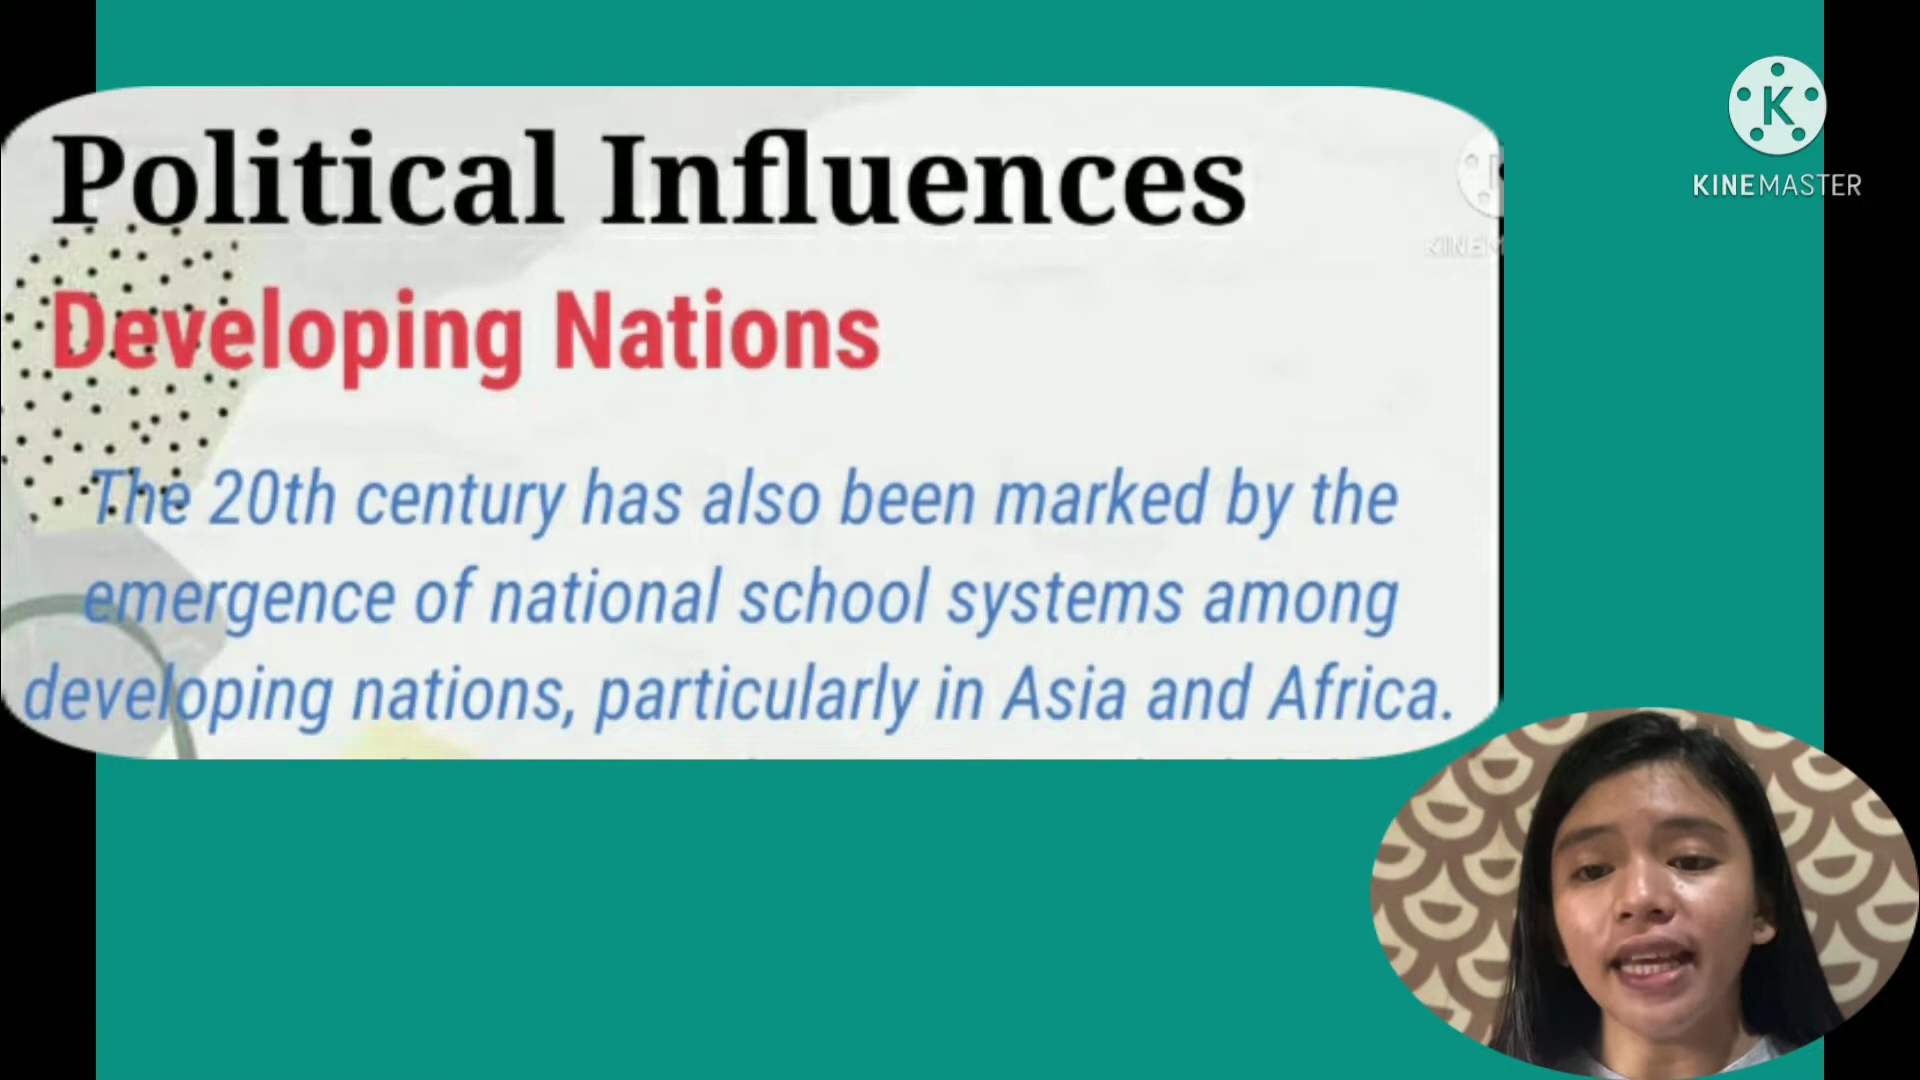 Political Influences
Developing Nations
The 20th century has also been marked by the
emergence of national school systems among
developing nations, particularly in Asia and Africa.
K
KINEMASTER